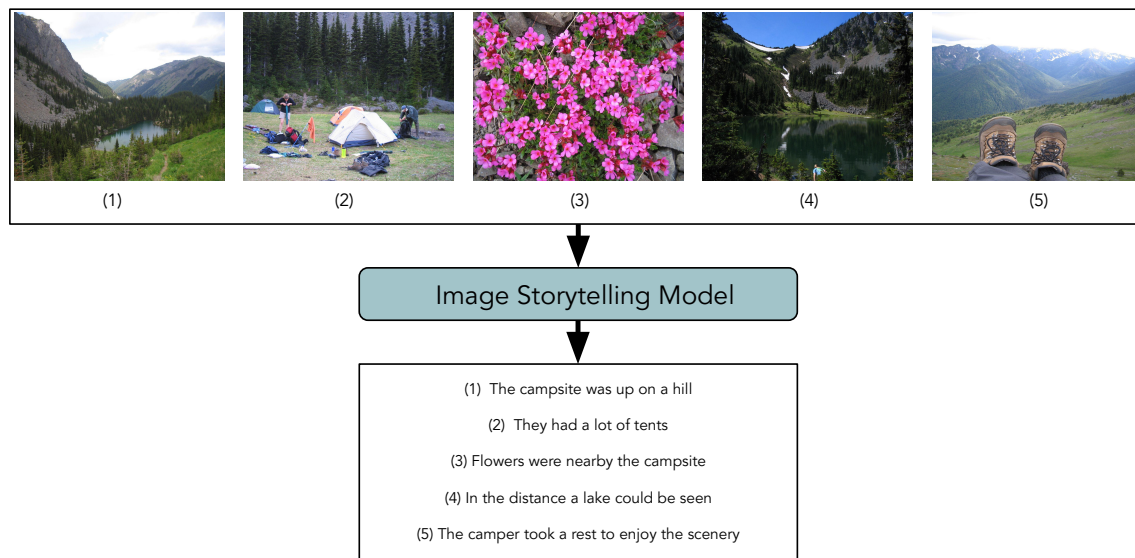 (1)
(2)
(3)
(4)
(5)
Image Storytelling Model
(1) The campsite was up on a hill
(2) They had a lot of tents
(3) Flowers were nearby the campsite
(4) In the distance a lake could be seen
(5) The camper took a rest to enjoy the scenery